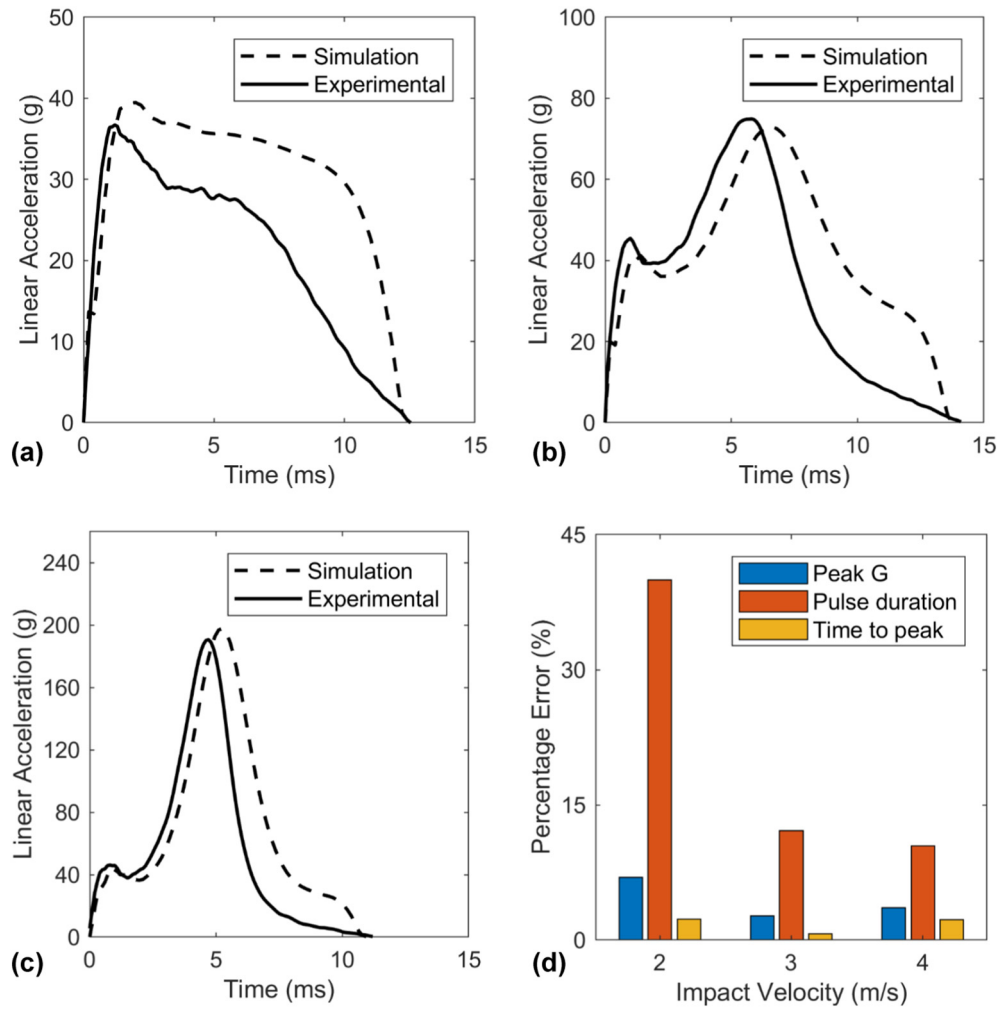 50
40
30
20
10
0
Linear Acceleration (g)
Simulation
Experimental
0 5 10 15
Time (ms)
(a)
100
80
60
40
20
0
Linear Acceleration (g)
Simulation
Experimental
0 5 10 15
Time (ms)
(b)
240
200
160
120
80
40
0
Linear Acceleration (g)
Simulation
Experimental
0 5 10 15
Time (ms)
(c)
45
30
15
0
Percentage Error (%)
Peak G
Pulse duration
Time to peak
2 3 4
Impact Velocity (m/s)
(d)